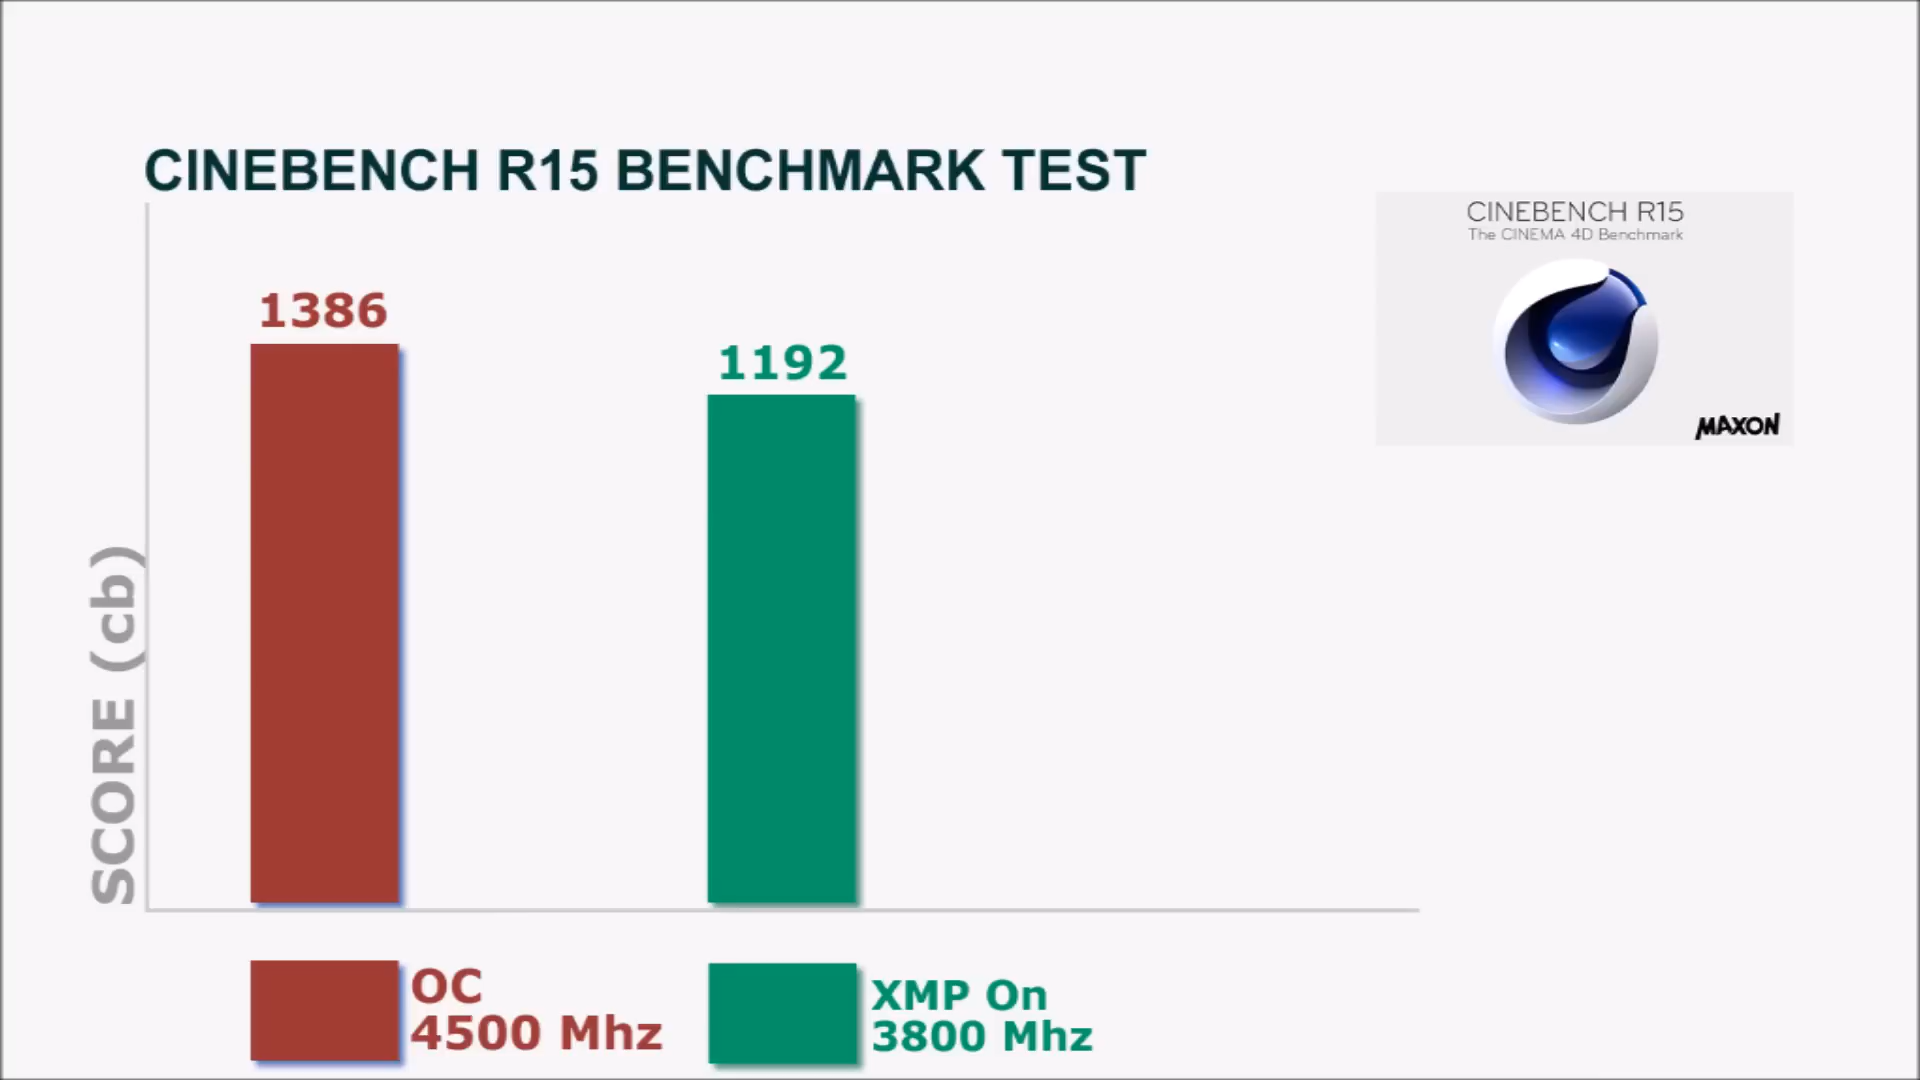 CINEBENCH R15 BENCHMARK TEST
CINEBENCH R15
The CINEMA 4D Benchmark
MAXON
1386
1192
SCORE (cb)
OC
4500 Mhz
XMP On
3800 Mhz